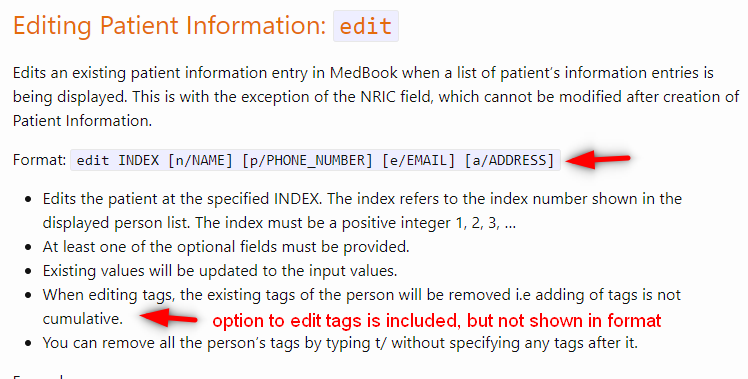 Editing Patient Information: edit
Edits an existing patient information entry in MedBook when a list of patient's information entries is
being displayed. This is with the exception of the NRIC field, which cannot be modified after creation of
Patient Information.
Format: edit INDEX [n/NAME] [p/PHONE_NUMBER] [e/EMAIL] [a/ADDRESS]
• Edits the patient at the specified INDEX. The index refers to the index number shown in the
displayed person list. The index must be a positive integer 1, 2, 3, …
• At least one of the optional fields must be provided.
• Existing values will be updated to the input values.
• When editing tags, the existing tags of the person will be removed i.e adding of tags is not
cumulative. option to edit tags is included, but not shown in format
• You can remove all the person's tags by typing t/ without specifying any tags after it.